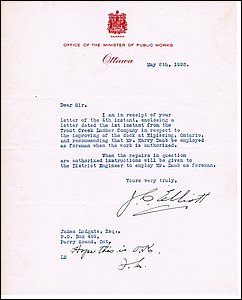 CANADA
OFFICE OF THE MINISTER OF PUBLIC WORKS
Ottawa
May 8th, 1928.
Dear Sir,
I am in receipt of your
letter of the 4th instant, enclosing a
letter dated the 1st instant from the
Trout Creek Lumber Company in respect to
the improving of the dock at Nipissing, Ontario,
and recommending that Mr. Harry Daub be employed
as foreman when the work is authorized.
When the repairs in question
are authorized instructions will be given to
the District Engineer to employ Mr. Daub as foreman.
Yours very truly,
J C Elliott
James Ludgate, Esq.,
P.O. Box 498,
Parry Sound, Ont.
Hope this is O.K.
J.L.
LS